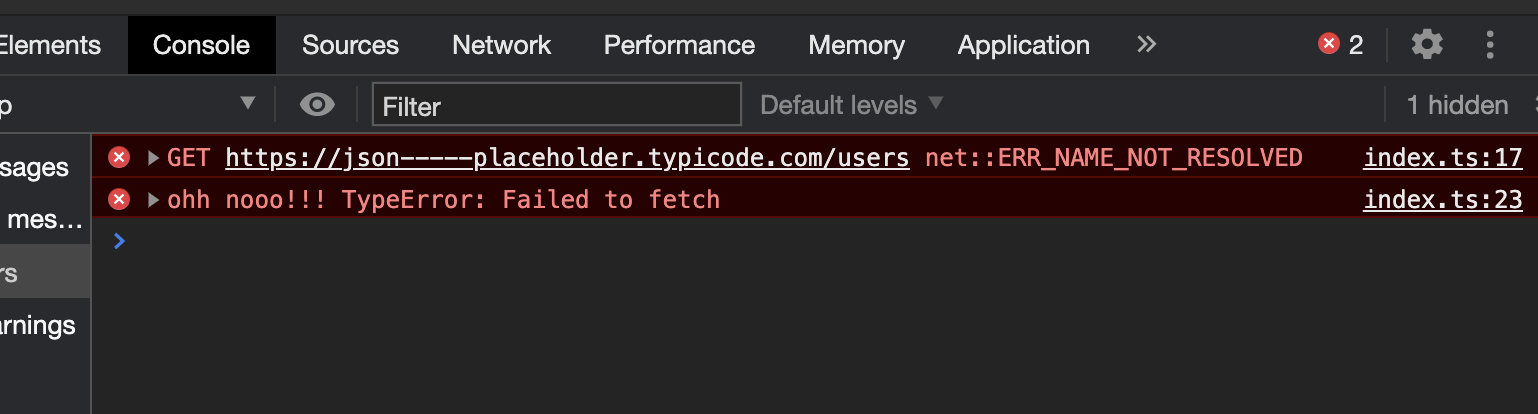 Elements Console Sources Network Performance Memory Application 2
p Filter Default levels 1 hidden
sages
mes…
rs
arnings
GET https://json-----placeholder.typicode.com/users net::ERR_NAME_NOT_RESOLVED index.ts:17
ohh nooo!!! TypeError: Failed to fetch index.ts:23